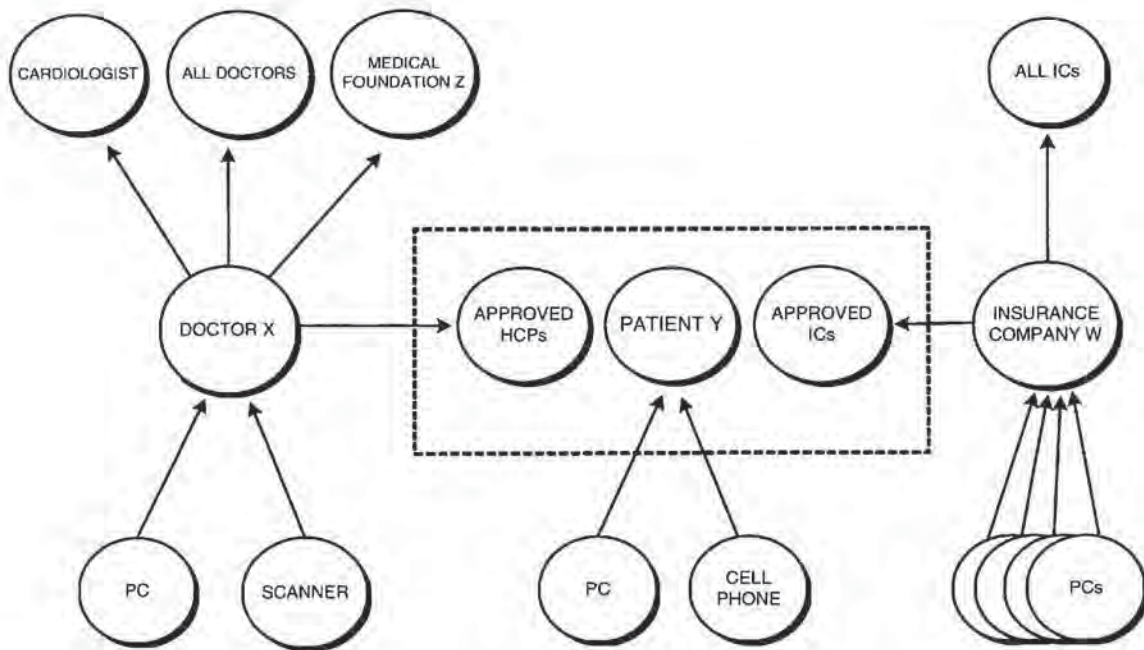 CARDIOLOGIST
ALL DOCTORS
MEDICAL
FOUNDATION Z
ALL ICs
DOCTOR X
APPROVED
HCPs
PATIENT Y
APPROVED
ICs
INSURANCE
COMPANY W
PC
SCANNER
PC
CELL
PHONE
PCs